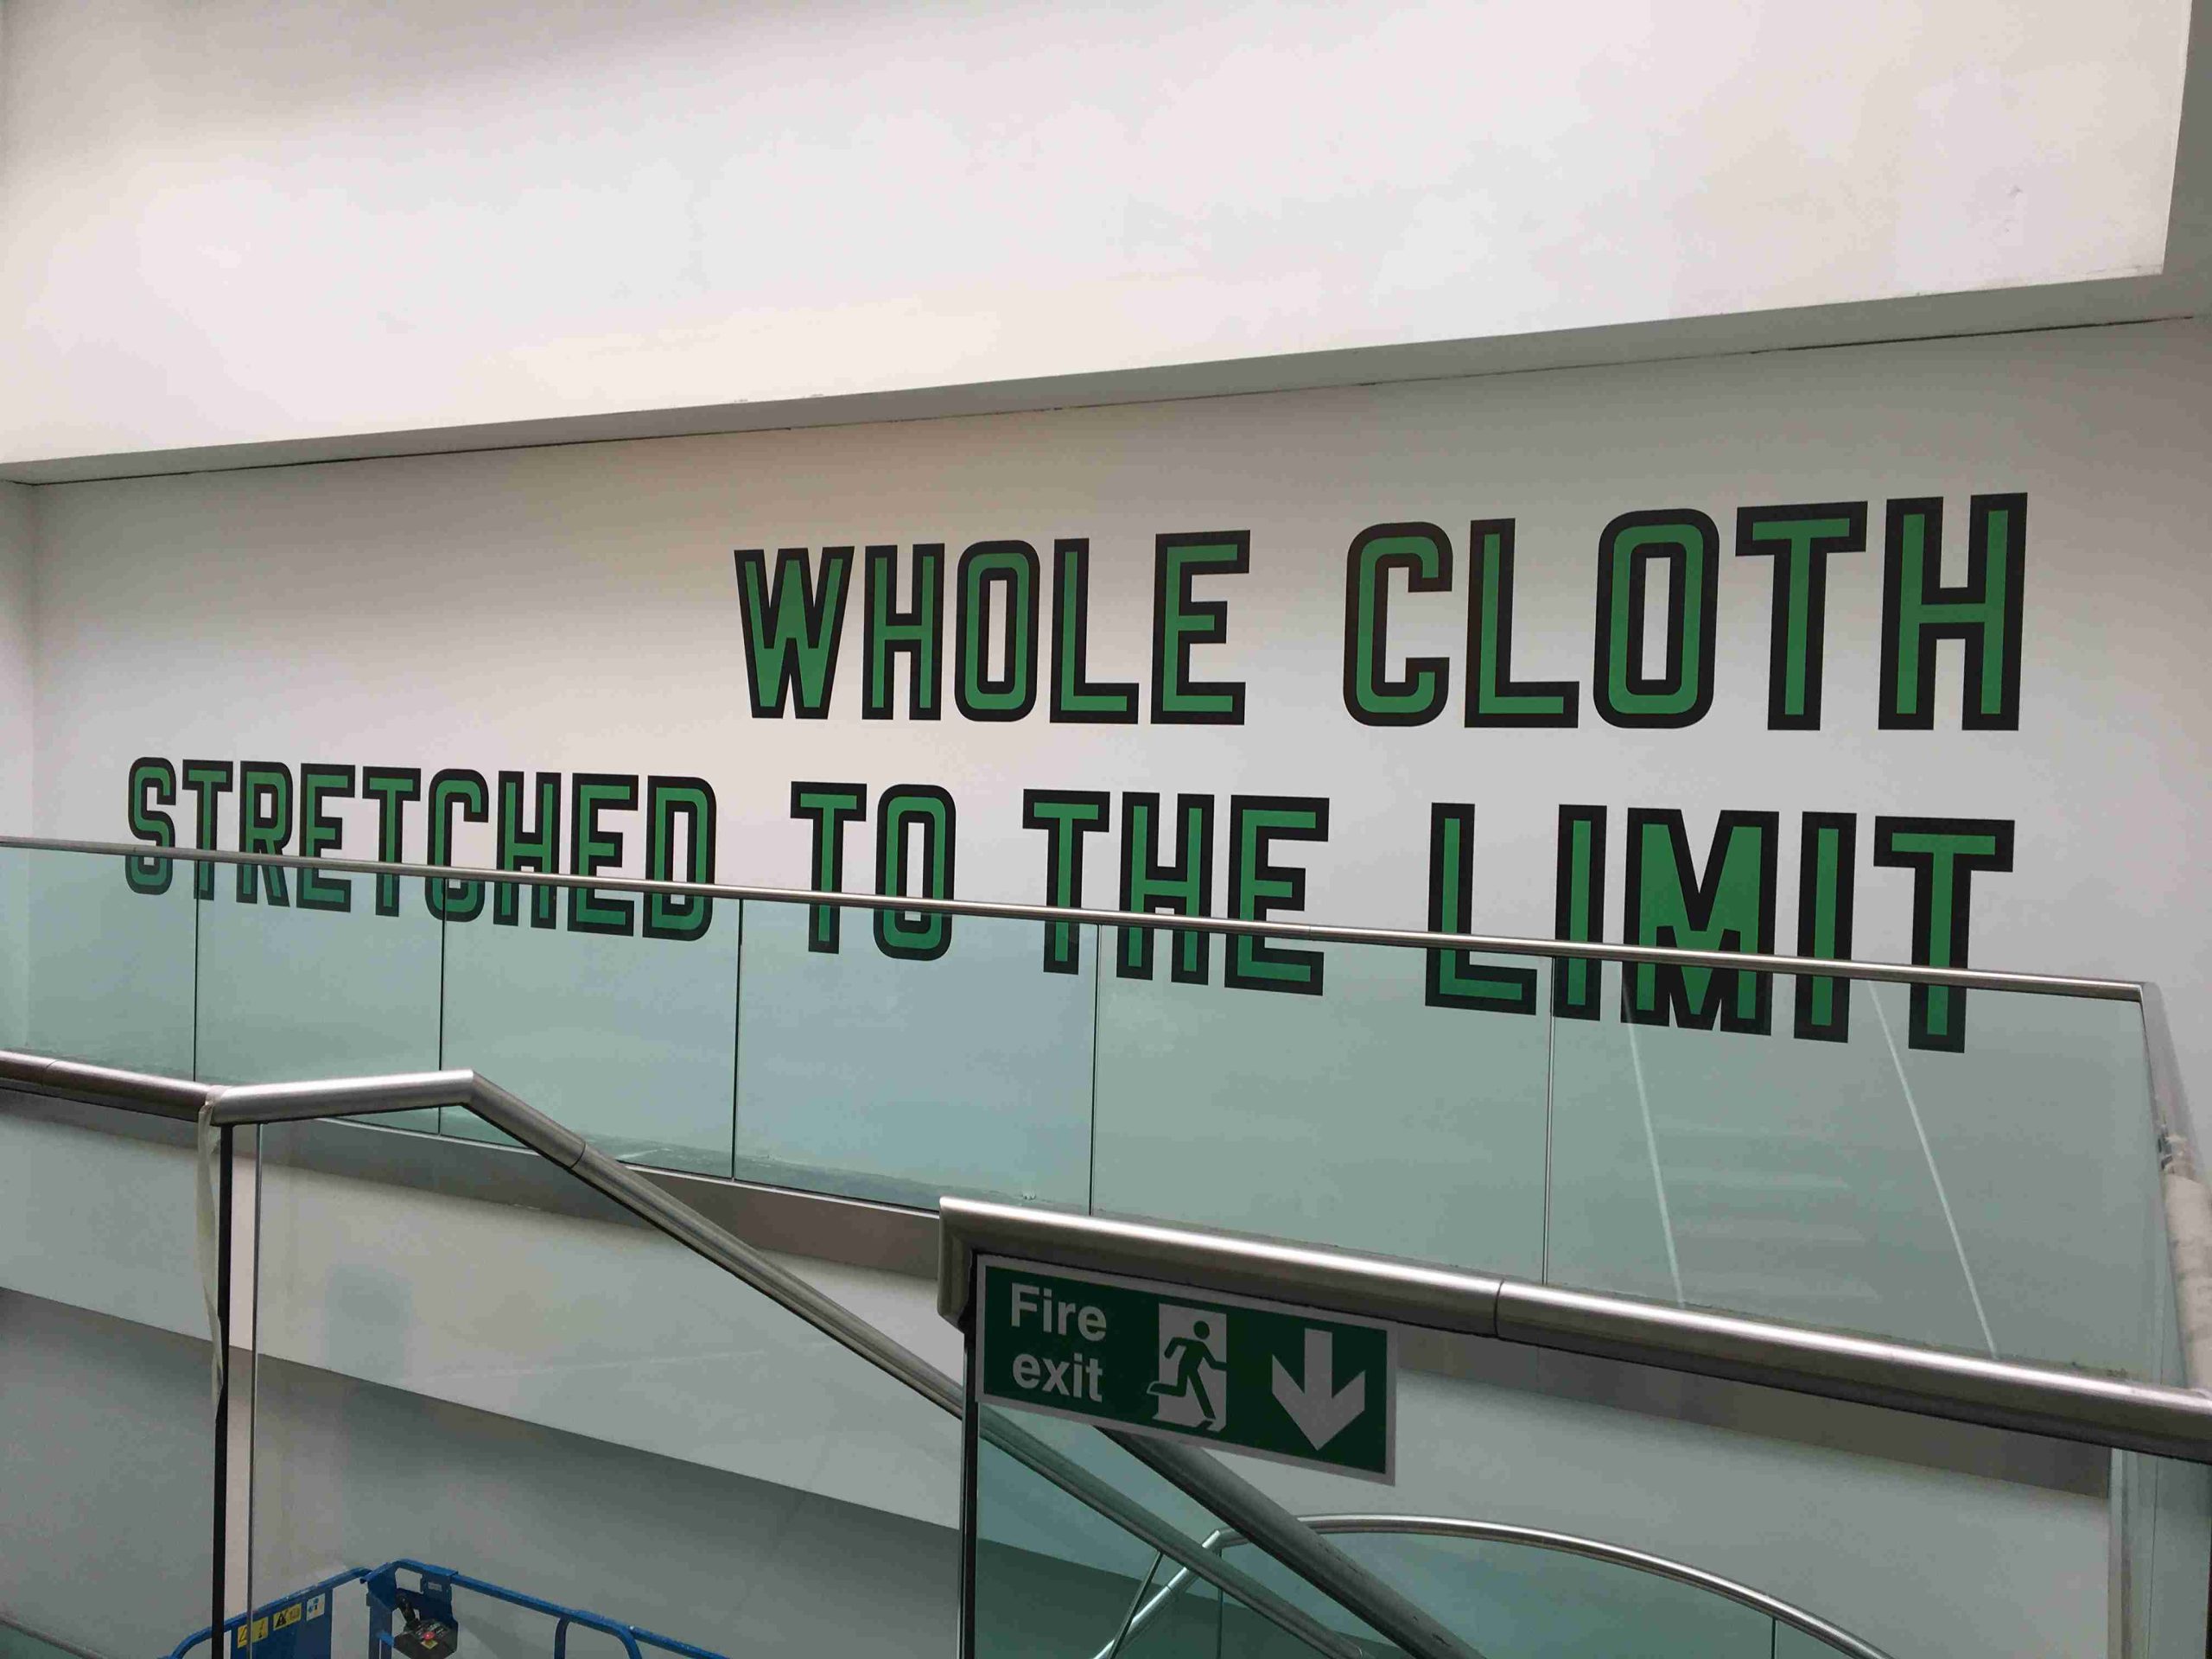 WHOLE CLOTH
STRETCHED TO THE LIMIT
Fire
exit